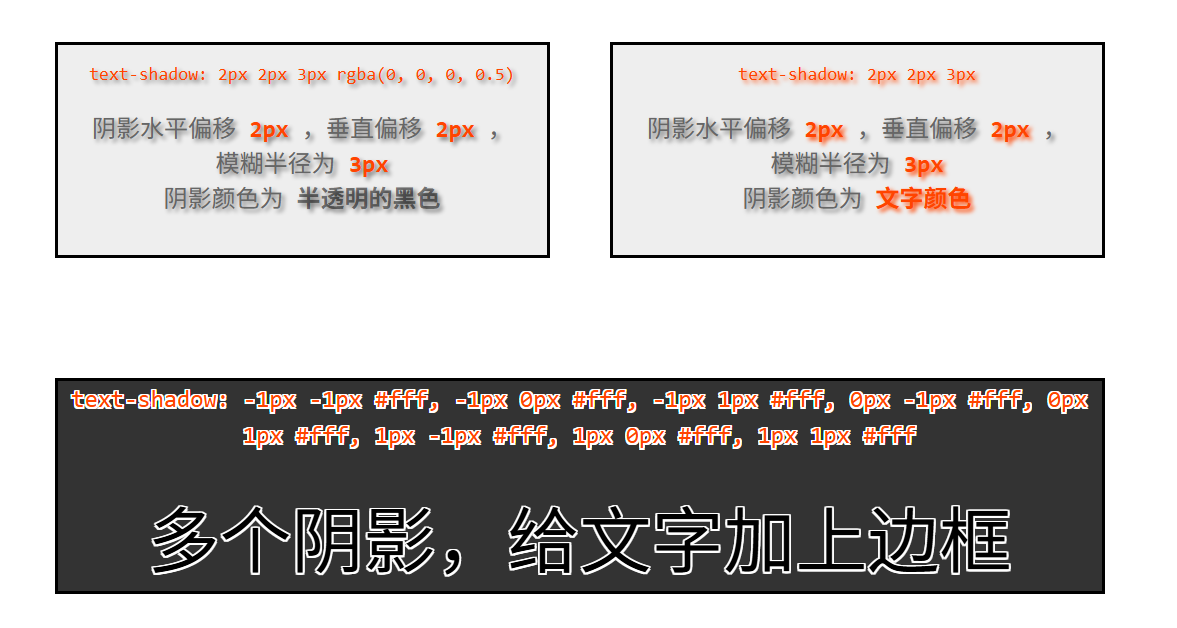 text-shadow: 2px 2px 3px rgba(0, 0, 0, 0.5)
阴影水平偏移 2px ，垂直偏移 2px ，
模糊半径为 3px
阴影颜色为 半透明的黑色
text-shadow: 2px 2px 3px
阴影水平偏移 2px ，垂直偏移 2px ，
模糊半径为 3px
阴影颜色为 文字颜色
text-shadow: -1px -1px #fff, -1px 0px #fff, -1px 1px #fff, 0px -1px #fff, 0px
1px #fff, 1px -1px #fff, 1px 0px #fff, 1px 1px #fff
多个阴影，给文字加上边框